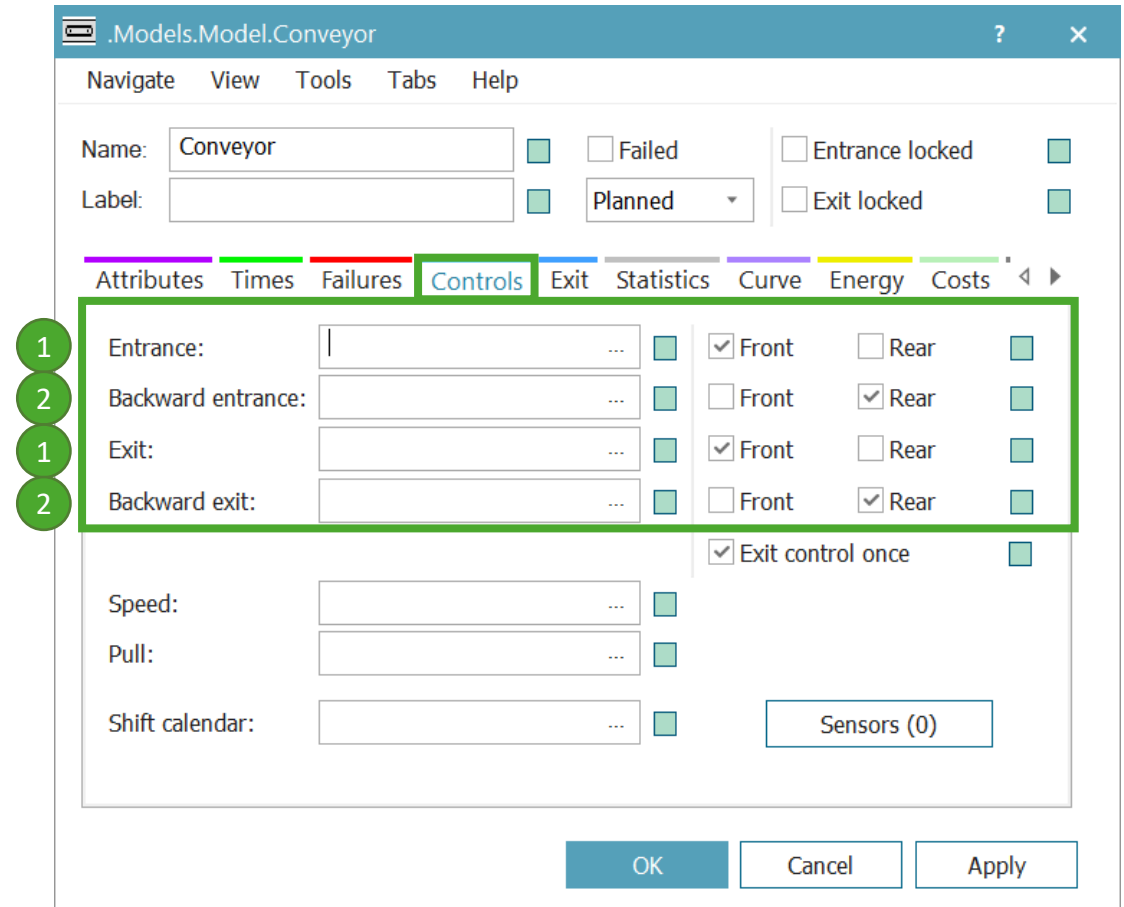 .Models.Model.Conveyor ? ×
Navigate View Tools Tabs Help
Name: Conveyor Failed Entrance locked
Label: Planned Exit locked
Attributes Times Failures Controls Exit Statistics Curve Energy Costs
1 Entrance: ... Front Rear
2 Backward entrance: ... Front Rear
1 Exit: ... Front Rear
2 Backward exit: ... Front Rear
Exit control once
Speed: ...
Pull: ...
Shift calendar: ... Sensors (0)
OK Cancel Apply